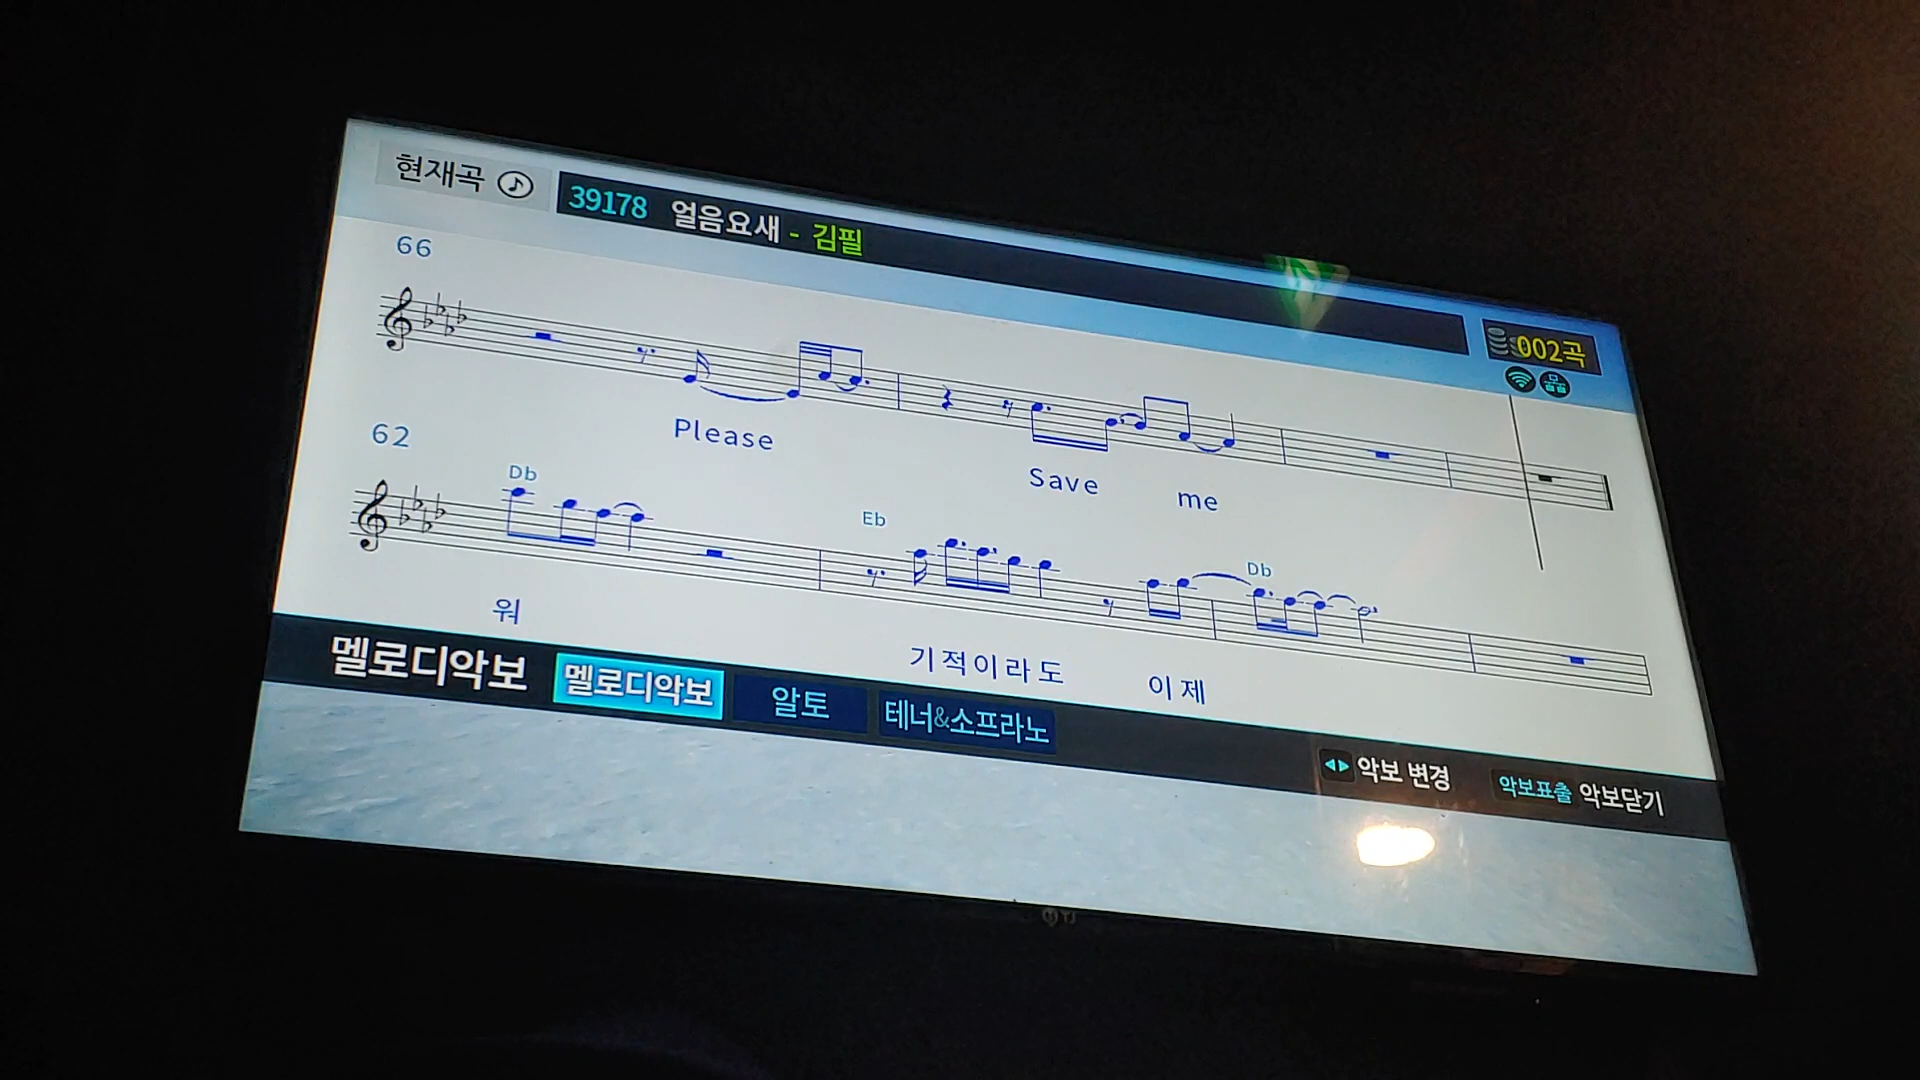 현재곡
39178 얼음요새 - 김필
002곡
66
Please Save me
62
Db Eb Db
워 기적이라도 이제
멜로디악보 멜로디악보 알토 테너&소프라노 악보 변경 악보표출 악보닫기